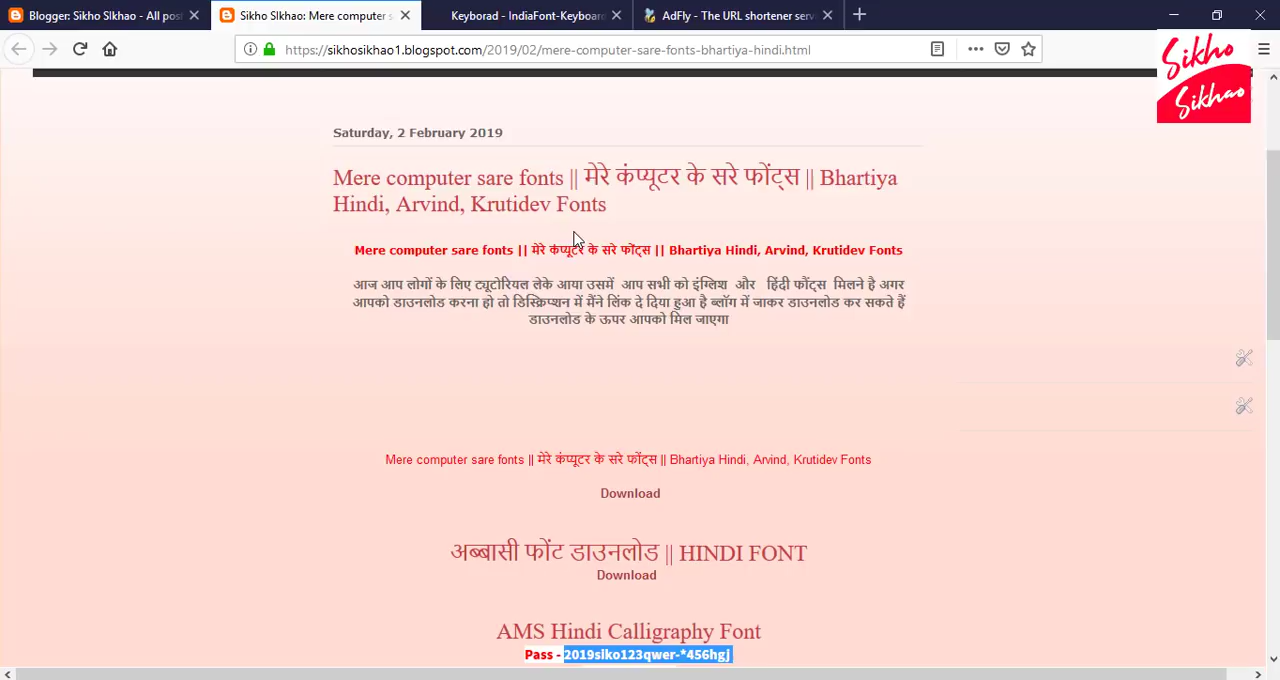 Blogger: Sikho SIkhao - All pos
Sikho SIkhao: Mere computer s
Keyborad - IndiaFont-Keyboard
AdFly - The URL shortener serv
https://sikhosikhao1.blogspot.com/2019/02/mere-computer-sare-fonts-bhartiya-hindi.html
Sikho
Sikhao
Saturday, 2 February 2019
Mere computer sare fonts || मेरे कंप्यूटर के सरे फोंट्स || Bhartiya
Hindi, Arvind, Krutidev Fonts
Mere computer sare fonts || मेरे कंप्यूटर के सरे फोंट्स || Bhartiya Hindi, Arvind, Krutidev Fonts
आज आप लोगों के लिए ट्यूटोरियल लेके आया उसमें आप सभी को इंग्लिश और हिंदी फौंट्स मिलने है अगर
आपको डाउनलोड करना हो तो डिस्क्रिप्शन में मैंने लिंक दे दिया हुआ है ब्लॉग में जाकर डाउनलोड कर सकते हैं
डाउनलोड के ऊपर आपको मिल जाएगा
Mere computer sare fonts || मेरे कंप्यूटर के सरे फोंट्स || Bhartiya Hindi, Arvind, Krutidev Fonts
Download
अब्बासी फोंट डाउनलोड || HINDI FONT
Download
AMS Hindi Calligraphy Font
Pass - 2019siko123qwer-*456hgj